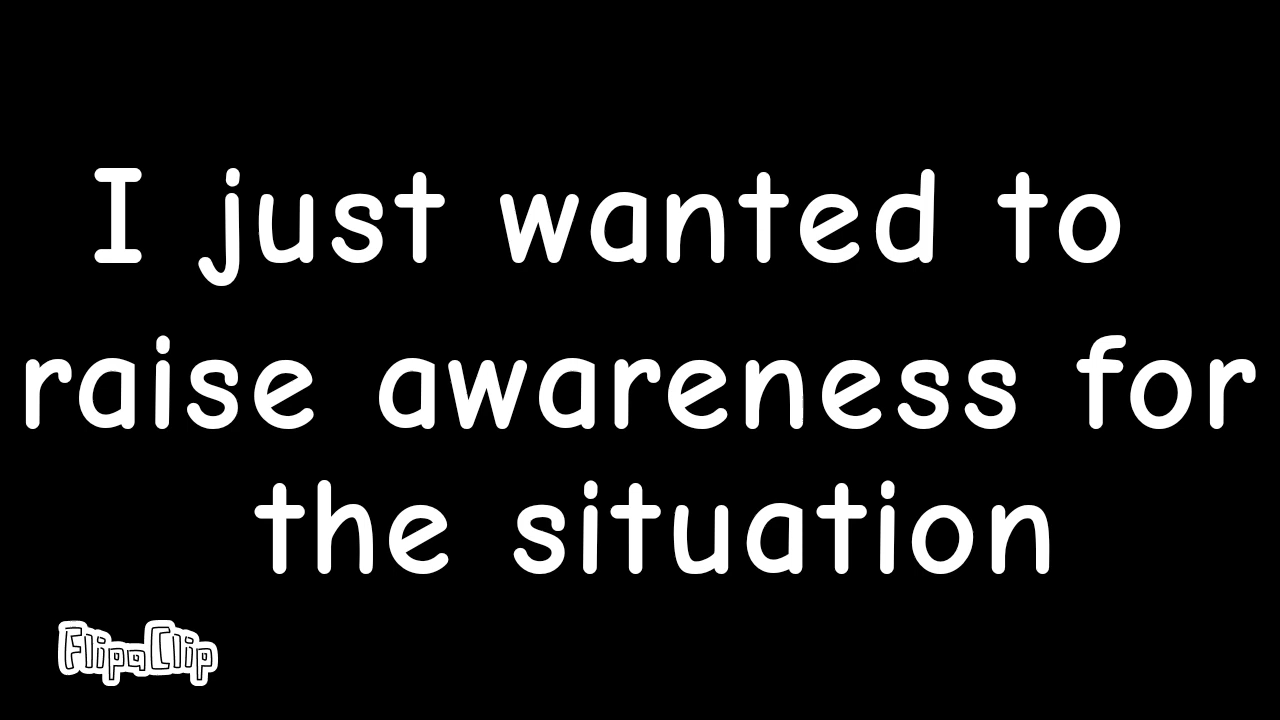 I just wanted to
raise awareness for
the situation
FlipaClip